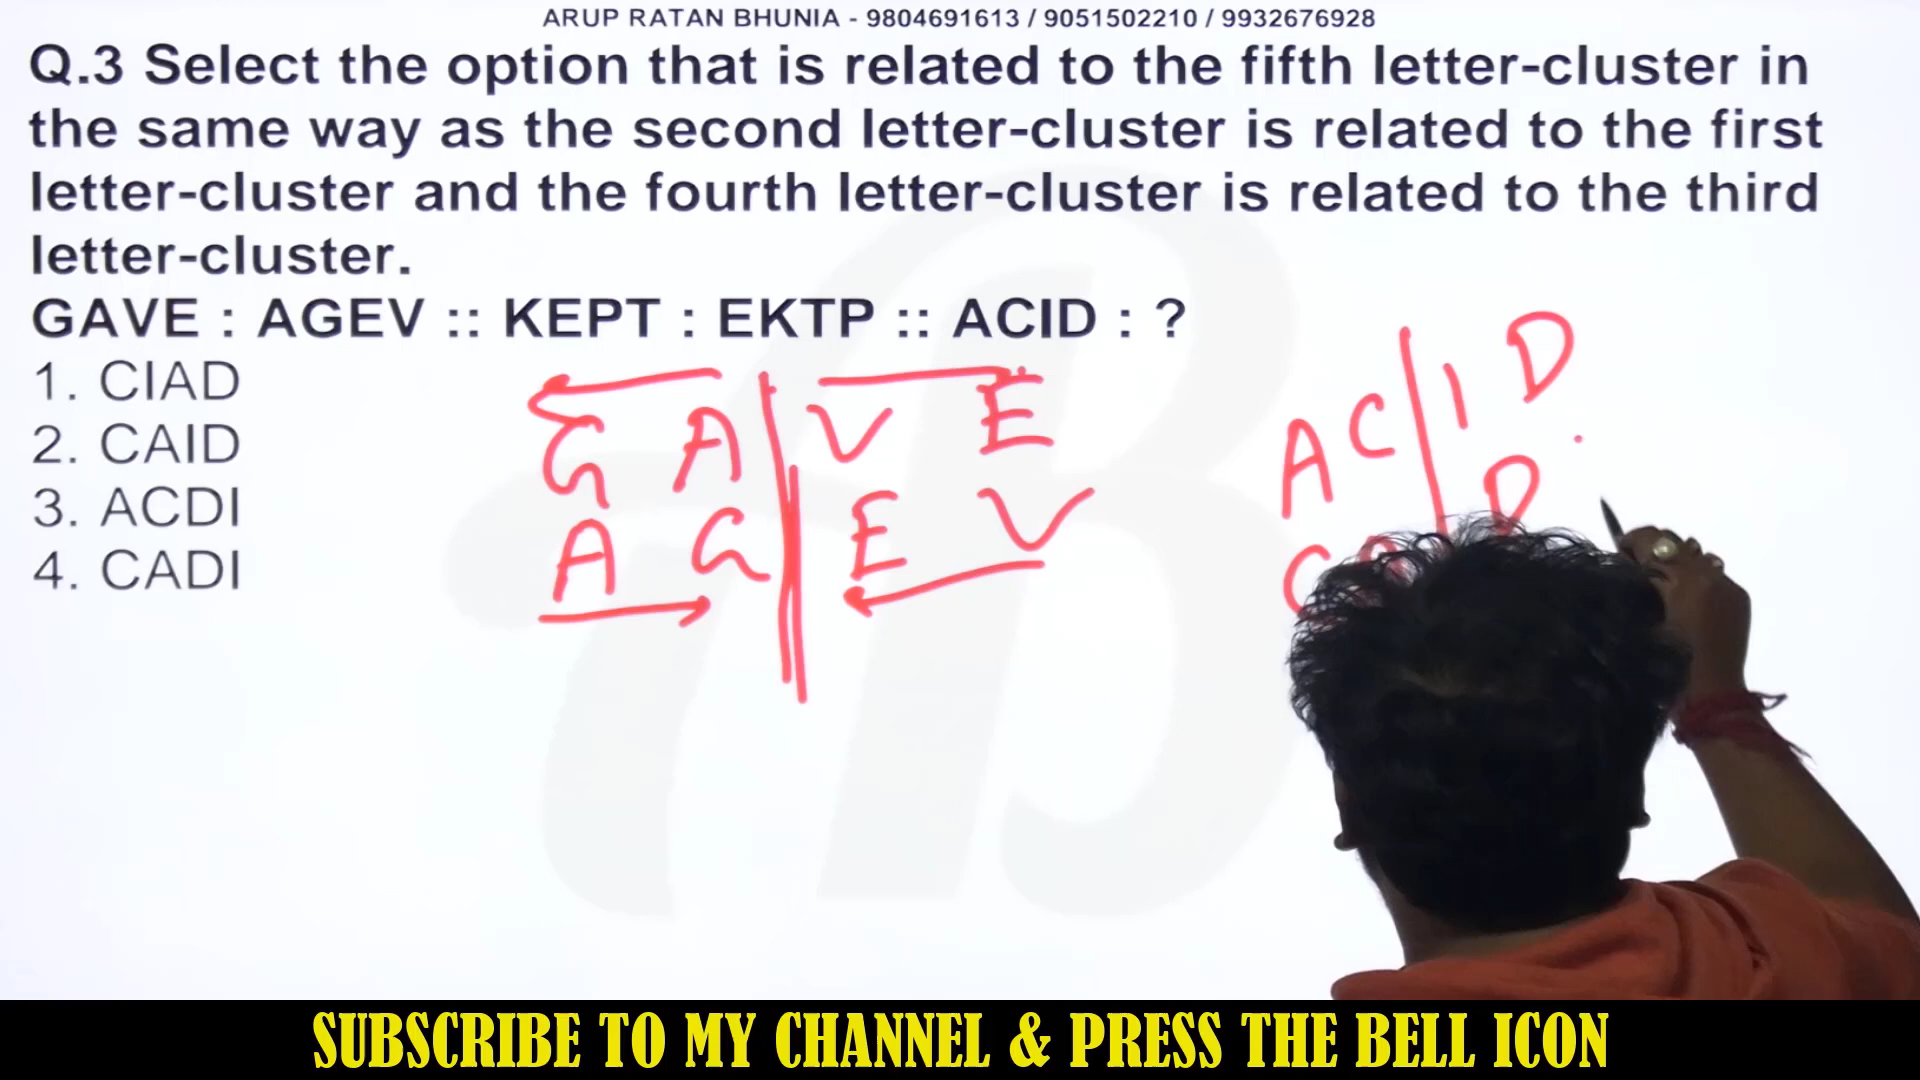 ARUP RATAN BHUNIA - 9804691613 / 9051502210 / 9932676928
Q.3 Select the option that is related to the fifth letter-cluster in
the same way as the second letter-cluster is related to the first
letter-cluster and the fourth letter-cluster is related to the third
letter-cluster.
GAVE : AGEV :: KEPT : EKTP :: ACID : ?
1. CIAD
2. CAID
3. ACDI
4. CADI
G A V E
A G E V
A C I D
C D
SUBSCRIBE TO MY CHANNEL & PRESS THE BELL ICON